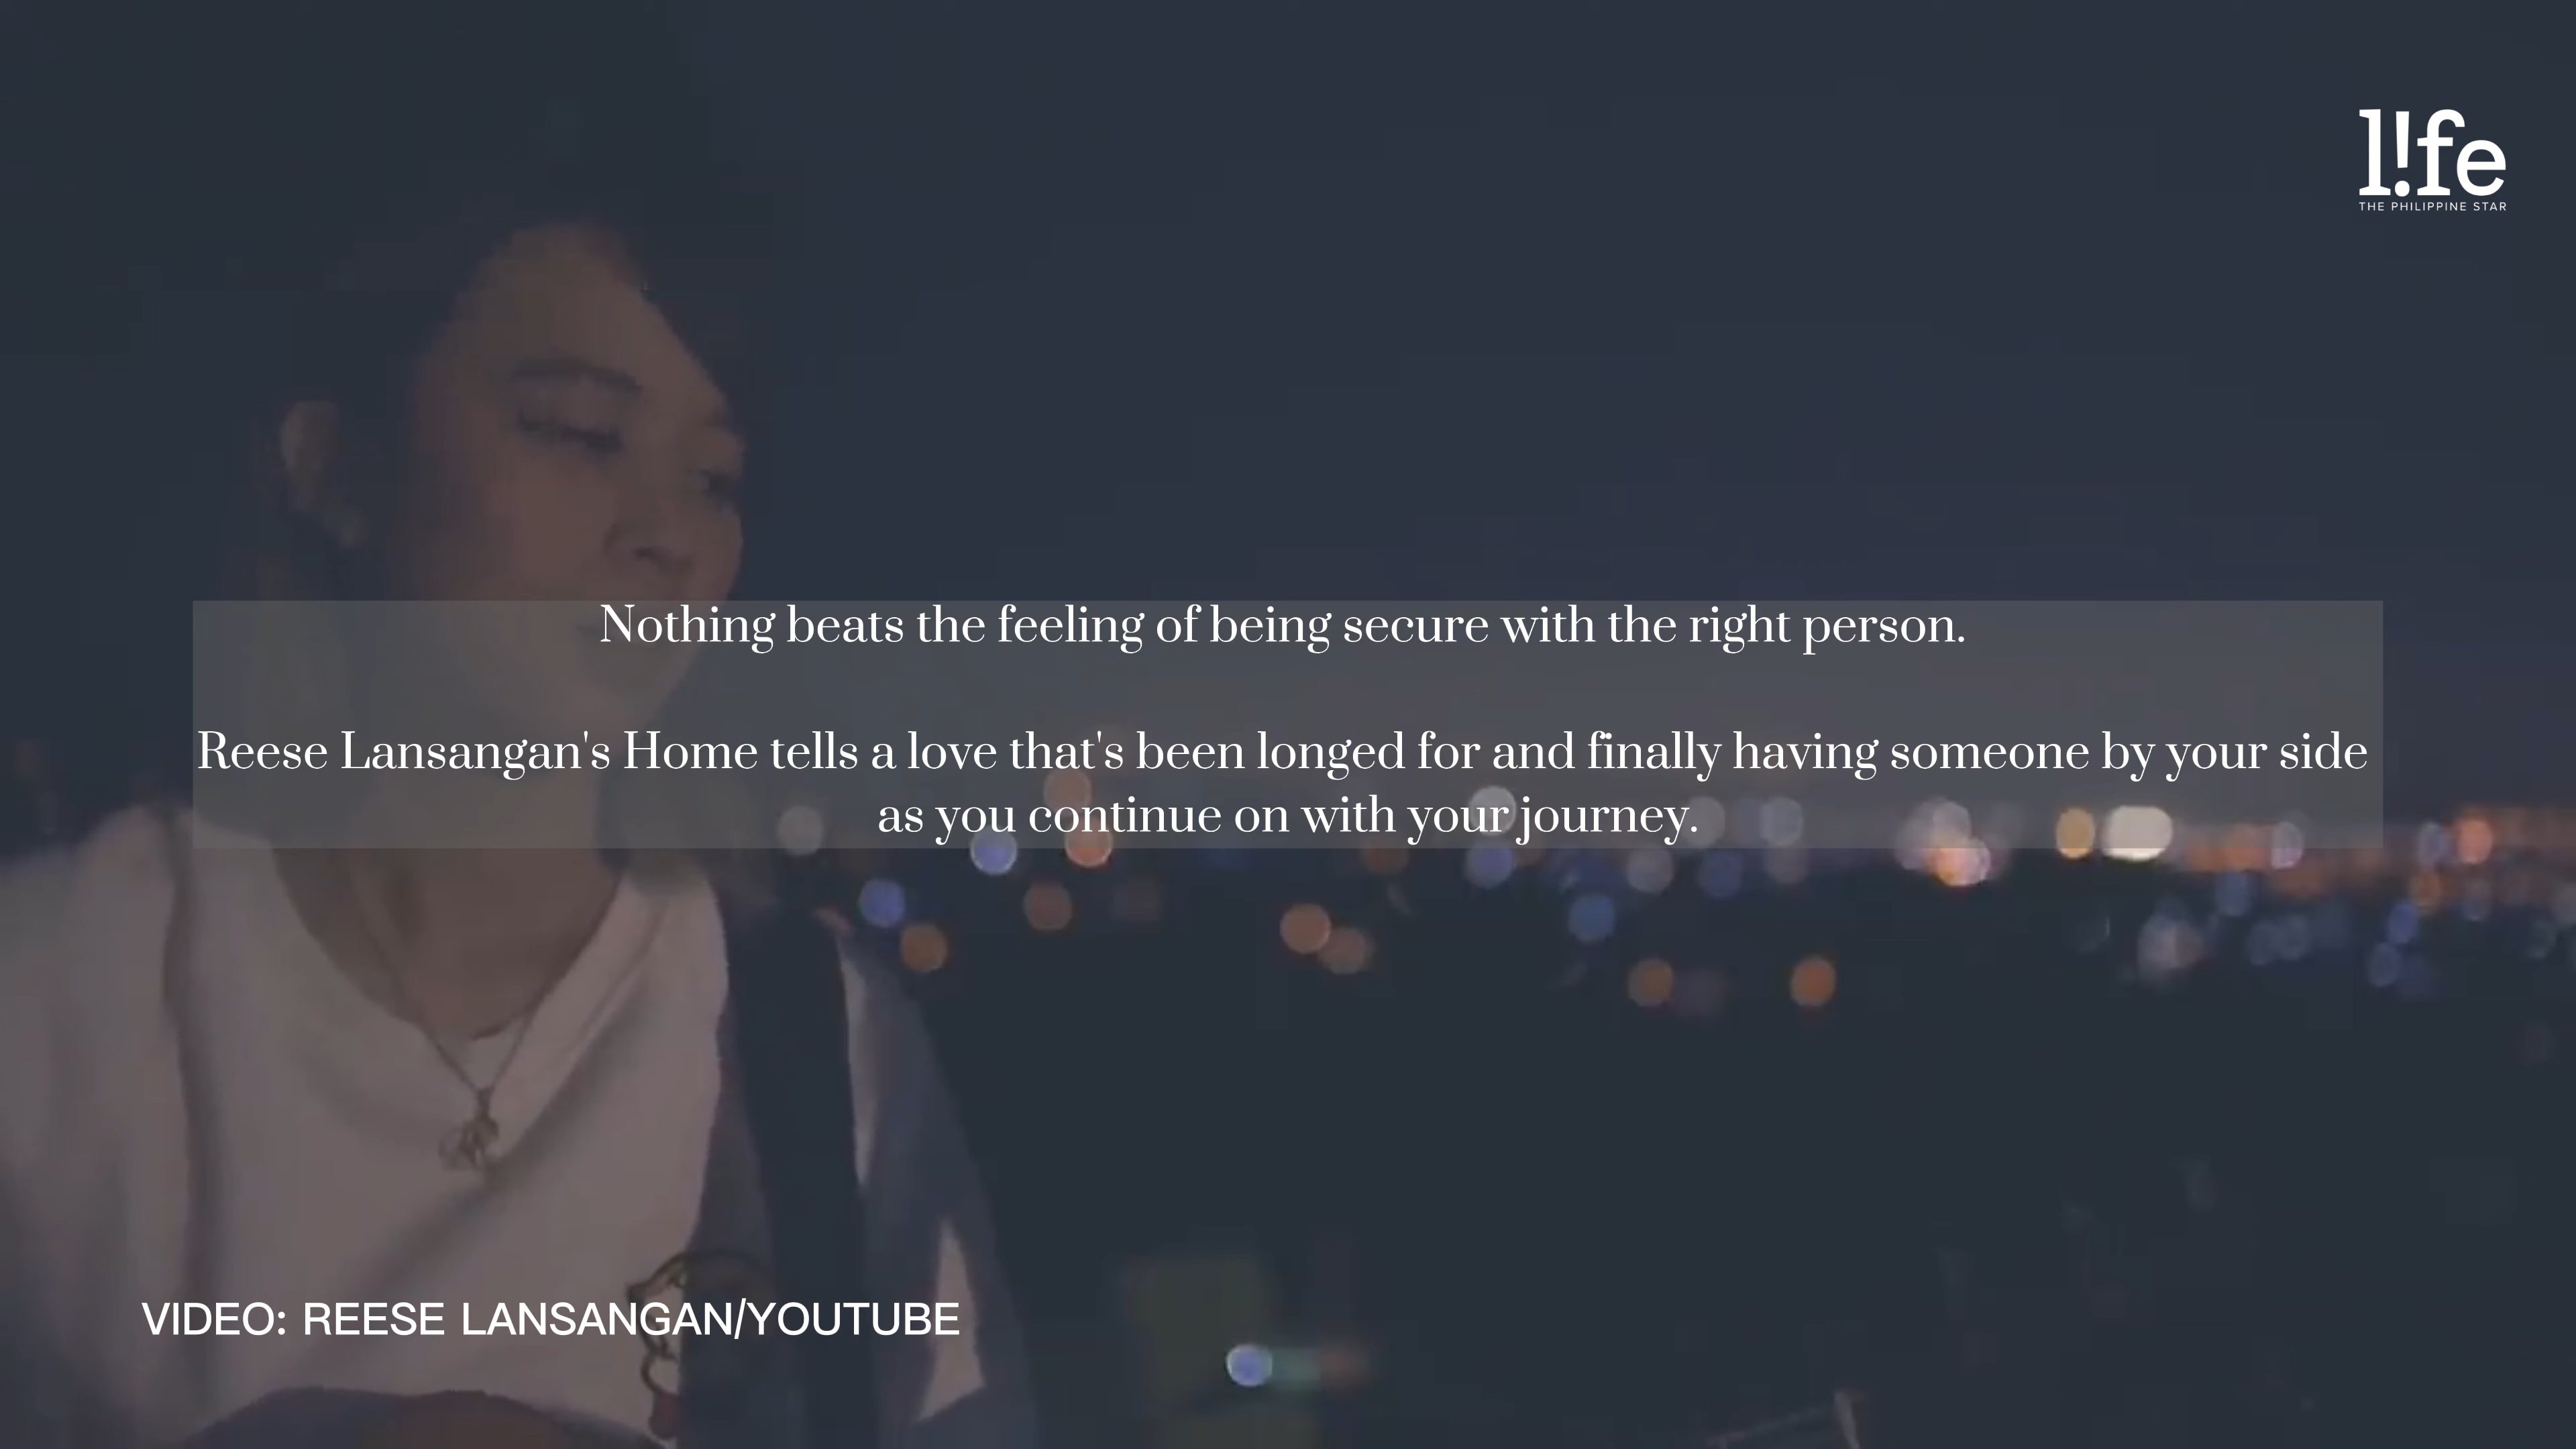 l!fe
THE PHILIPPINE STAR
Nothing beats the feeling of being secure with the right person.
Reese Lansangan's Home tells a love that's been longed for and finally having someone by your side
as you continue on with your journey.
VIDEO: REESE LANSANGAN/YOUTUBE